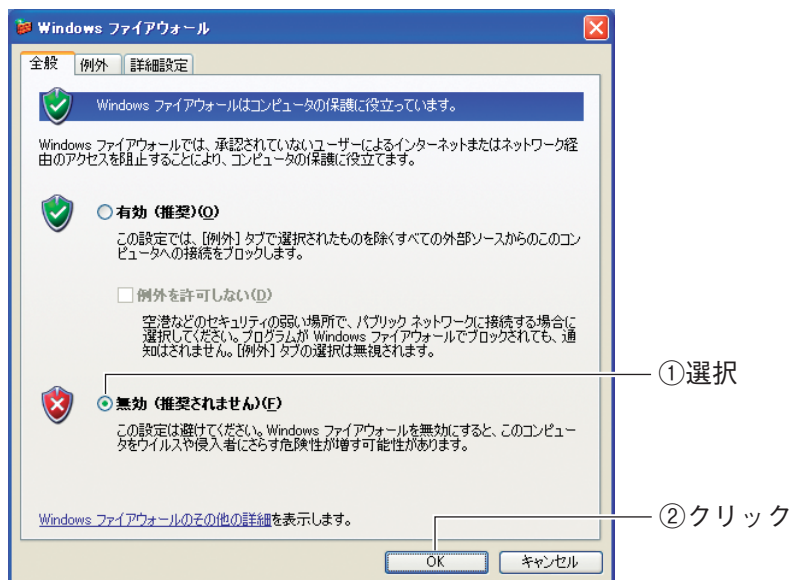 Windows ファイアウォール
全般 例外 詳細設定
Windows ファイアウォールはコンピュータの保護に役立っています。
Windows ファイアウォールでは、承認されていないユーザーによるインターネットまたはネットワーク経
由のアクセスを阻止することにより、コンピュータの保護に役立てます。
有効 (推奨)(O)
この設定では、[例外] タブで選択されたものを除くすべての外部ソースからのこのコン
ピュータへの接続をブロックします。
例外を許可しない(D)
空港などのセキュリティの弱い場所で、パブリック ネットワークに接続する場合に
選択してください。プログラムが Windows ファイアウォールでブロックされても、通
知はされません。[例外] タブの選択は無視されます。
①選択
無効 (推奨されません)(F)
この設定は避けてください。Windows ファイアウォールを無効にすると、このコンピュー
タをウイルスや侵入者にさらす危険性が増す可能性があります。
Windows ファイアウォールのその他の詳細を表示します。
②クリック
OK キャンセル